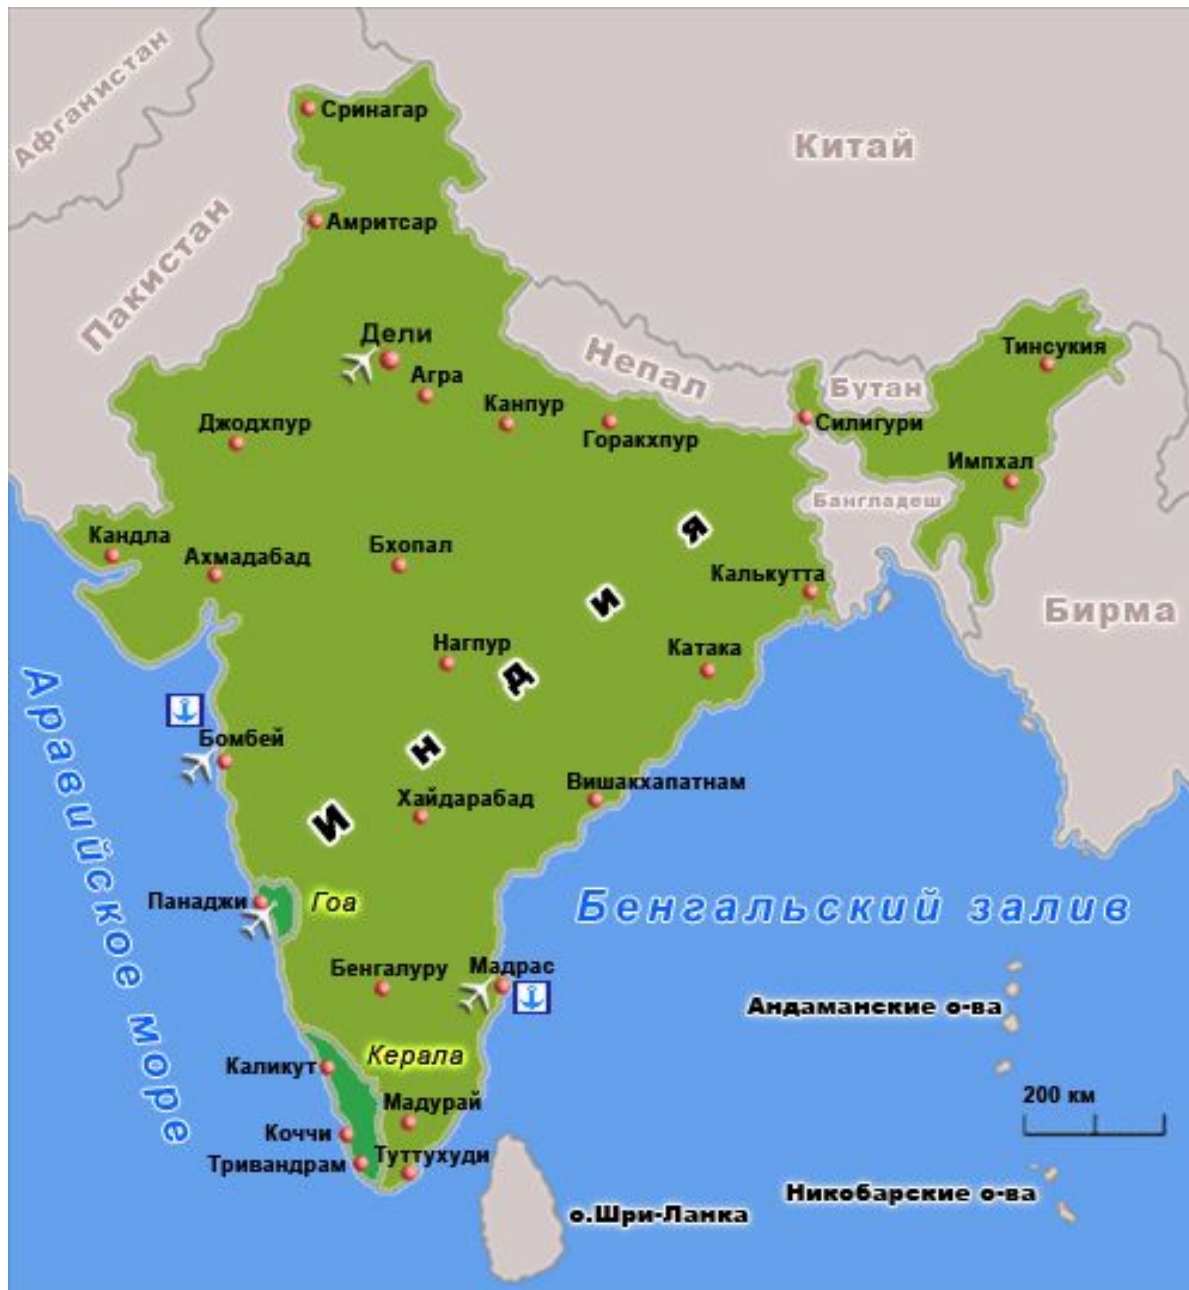 Афганистан
Сринагар
Китай
Амритсар
Пакистан
Дели
Тинсукия
Непал
Агра
Бутан
Канпур
Джодхпур
Силигури
Горакхпур
Импхал
Бангладеш
Кандла
Бхопал
Ахмадабад
Калькутта
Бирма
Нагпур
Катака
Индия
Аравийское море
Бомбей
Вишакхапатнам
Хайдарабад
Панаджи
Гоа
Бенгальский залив
Бенгалуру
Мадрас
Андаманские о-ва
Керала
Каликут
200 км
Мадурай
Коччи
Туттухуди
Тривандрам
Никобарские о-ва
о.Шри-Ланка